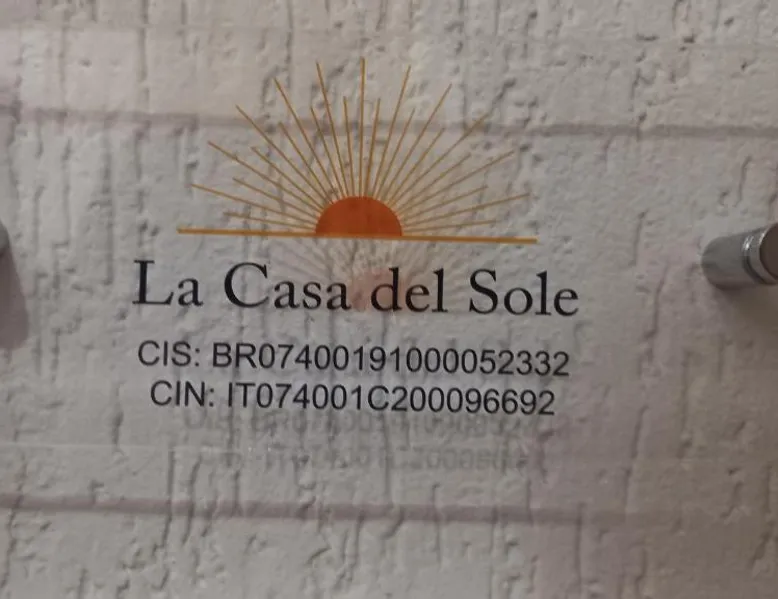 La Casa del Sole
CIS: BR07400191000052332
CIN: IT074001C200096692